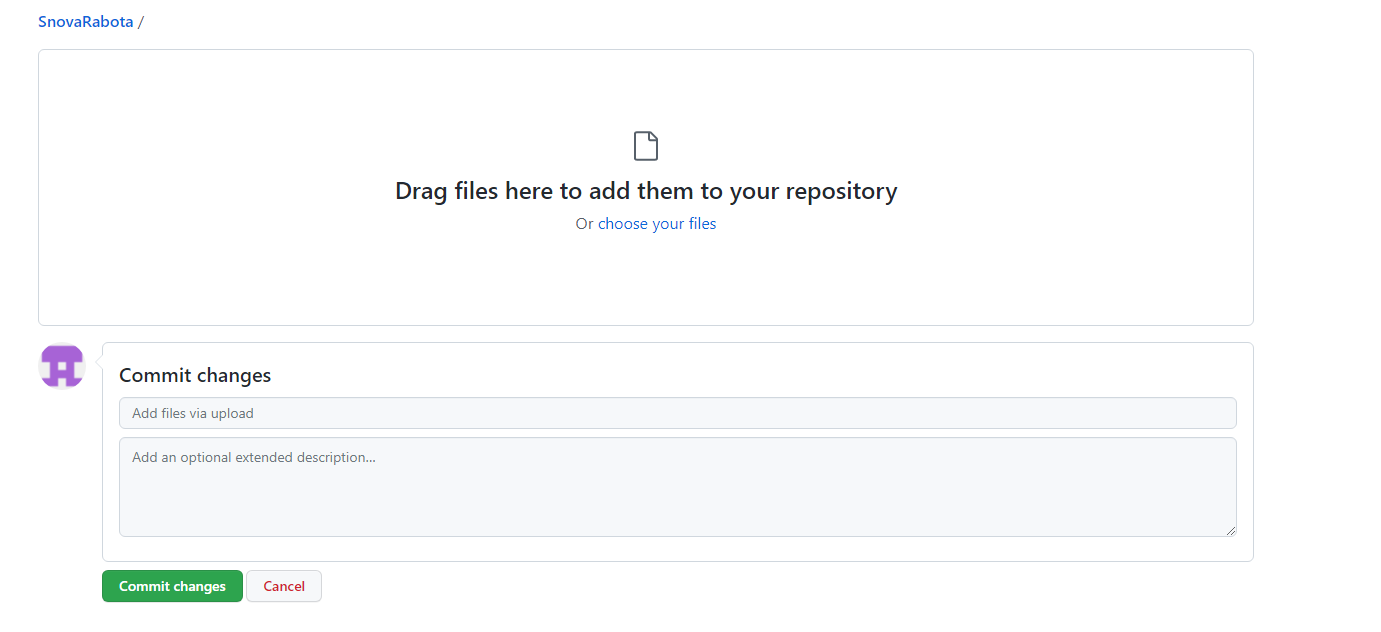 SnovaRabota /
Drag files here to add them to your repository
Or choose your files
Commit changes
Add files via upload
Add an optional extended description...
Commit changes
Cancel